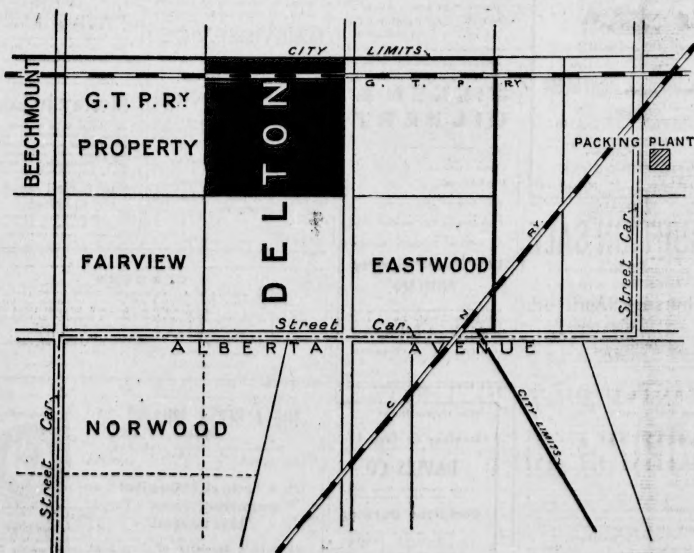 CITY LIMITS
G. T. P. RY
BEECHMOUNT
G.T.P. RY
PROPERTY
DELTON
PACKING PLANT
FAIRVIEW
EASTWOOD
C. N. RY.
Street Car
Street Car
ALBERTA AVENUE
NORWOOD
Street Car
CITY LIMITS